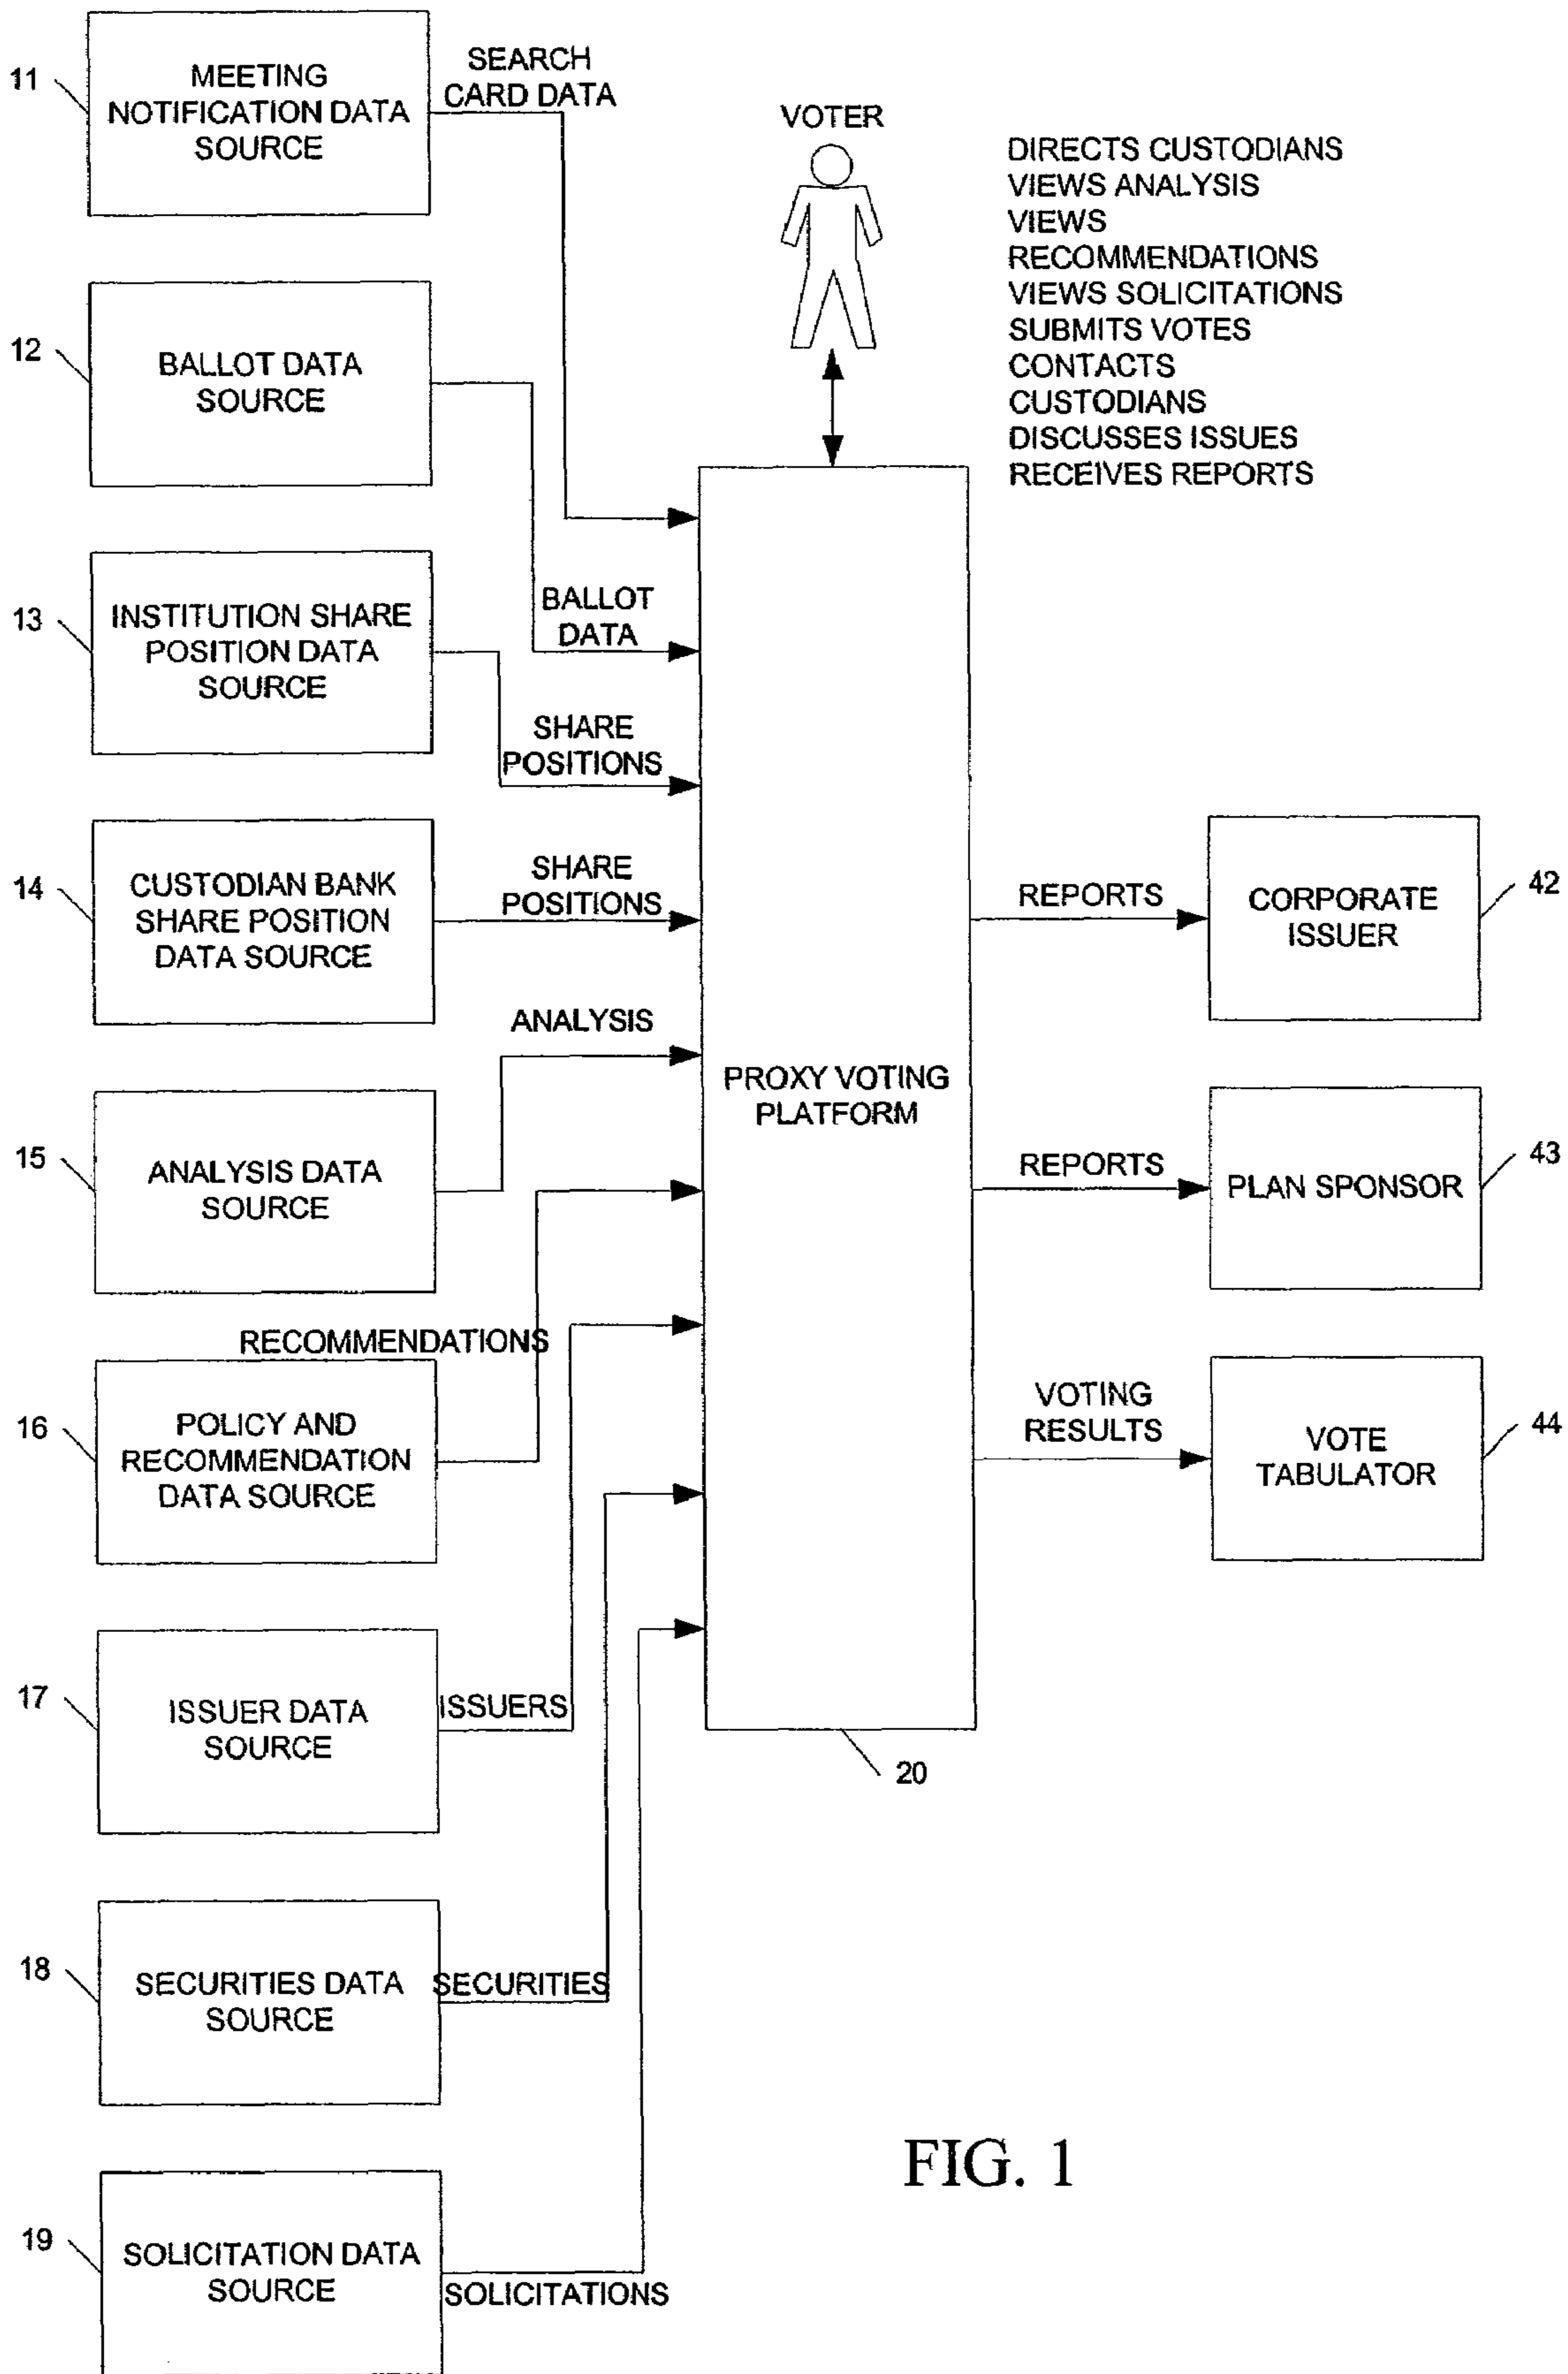 11
MEETING
NOTIFICATION DATA
SOURCE
SEARCH
CARD DATA
VOTER
DIRECTS CUSTODIANS
VIEWS ANALYSIS
VIEWS
RECOMMENDATIONS
VIEWS SOLICITATIONS
SUBMITS VOTES
CONTACTS
CUSTODIANS
DISCUSSES ISSUES
RECEIVES REPORTS
12
BALLOT DATA
SOURCE
BALLOT
DATA
13
INSTITUTION SHARE
POSITION DATA
SOURCE
SHARE
POSITIONS
14
CUSTODIAN BANK
SHARE POSITION
DATA SOURCE
SHARE
POSITIONS
REPORTS
CORPORATE
ISSUER
42
ANALYSIS
PROXY VOTING
PLATFORM
15
ANALYSIS DATA
SOURCE
REPORTS
PLAN SPONSOR
43
RECOMMENDATIONS
16
POLICY AND
RECOMMENDATION
DATA SOURCE
VOTING
RESULTS
VOTE
TABULATOR
44
17
ISSUER DATA
SOURCE
ISSUERS
20
18
SECURITIES DATA
SOURCE
SECURITIES
FIG. 1
19
SOLICITATION DATA
SOURCE
SOLICITATIONS